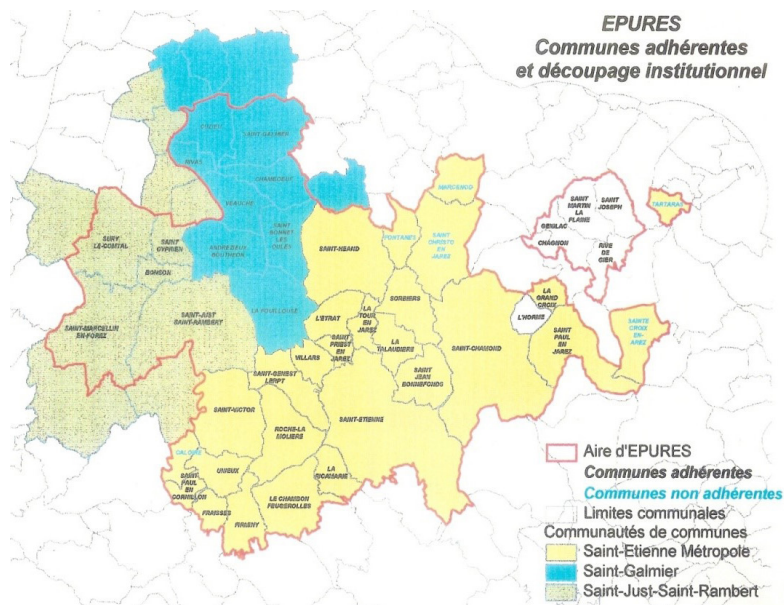 EPURES
Communes adhérentes
et découpage institutionnel
SAINT-GALMIER
RIVAS
CHAMBOEUF
VEAUCHE
SAINT
BONNET
LES
OULES
ANDREZIEUX
BOUTHEON
LA FOUILLOUSE
SURY
LE-COMTAL
SAINT
CYPRIEN
BONSON
SAINT-JUST
SAINT-RAMBERT
SAINT-MARCELLIN
EN-FOREZ
MARCENOD
FONTANES
SAINT
CHRISTO EN
JAREZ
SAINT-HEAND
SORBIERS
L'ETRAT
LA
TOUR EN
JAREZ
SAINT
PRIEST EN
JAREZ
LA
TALAUDIERE
VILLARS
SAINT-GENEST
LERPT
SAINT
JEAN
BONNEFONDS
SAINT-CHAMOND
LA
GRAND
CROIX
L'HORME
SAINT
PAUL EN
JAREZ
SAINTE
CROIX
EN-
JAREZ
SAINT
MARTIN
LA
PLAINE
SAINT
JOSEPH
GENILAC
CHAGNON
RIVE
DE
GIER
TARTARAS
SAINT-VICTOR
ROCHE-LA
MOLIERE
SAINT-ETIENNE
CALOIRE
UNIEUX
SAINT
PAUL
EN
CORNILLON
LA
RICAMARIE
FRAISSES
FIRMINY
LE CHAMBON
FEUGEROLLES
Aire d'EPURES
Communes adhérentes
Communes non adhérentes
Limites communales
Communautés de communes
Saint-Etienne Métropole
Saint-Galmier
Saint-Just-Saint-Rambert